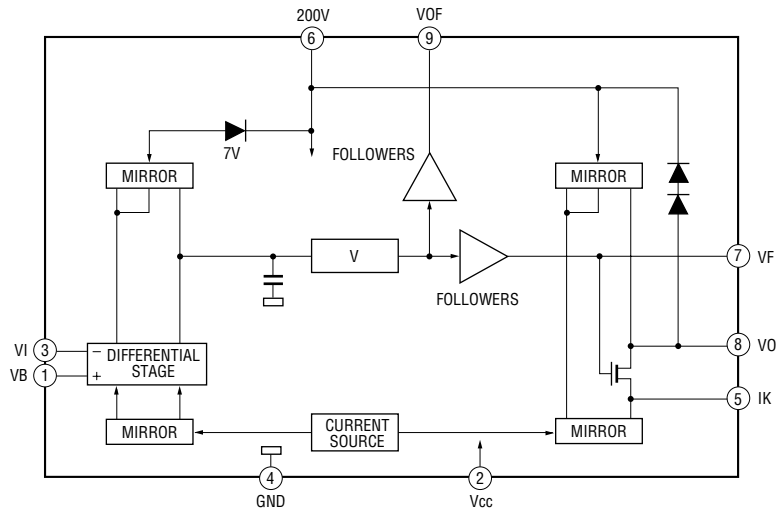 200V
VOF
6
9
FOLLOWERS
7V
MIRROR
MIRROR
V
7 VF
FOLLOWERS
VI 3
− DIFFERENTIAL
8 VO
VB 1
+ STAGE
5 IK
MIRROR
CURRENT
SOURCE
MIRROR
4
2
GND
Vcc